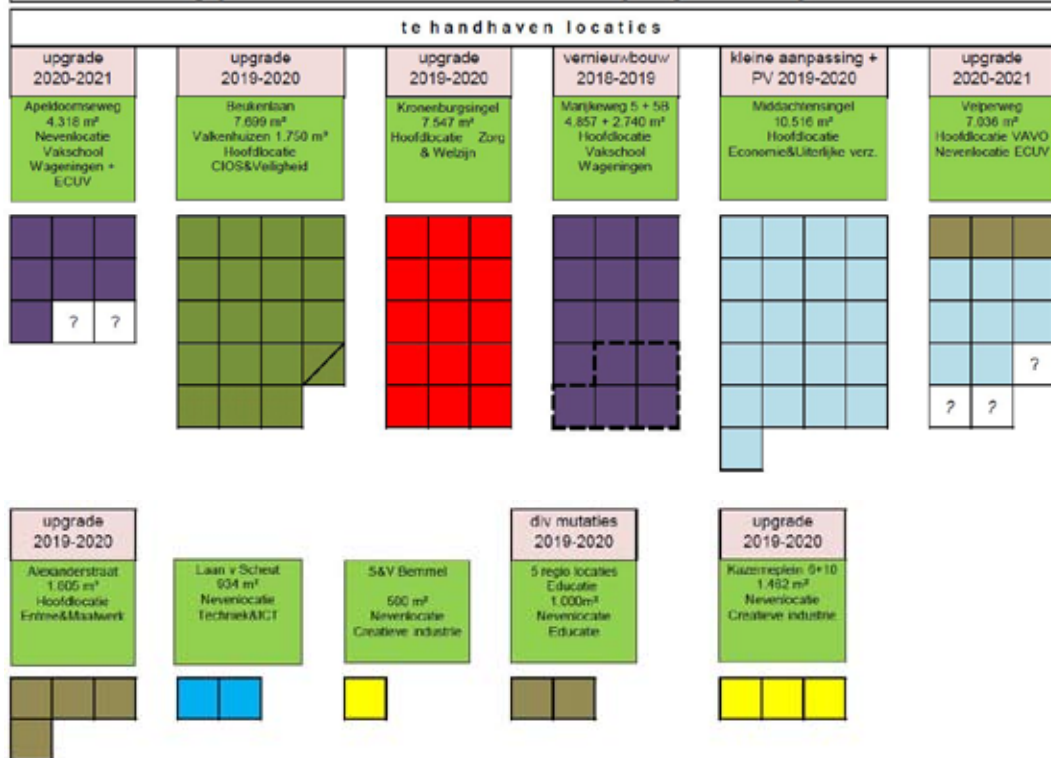 te handhaven locaties
upgrade
2020-2021
Apeldoornseweg
4.318 m²
Nevenlocatie
Vakschool
Wageningen +
ECUV
upgrade
2019-2020
Beukenlaan
7.699 m²
Valkenhuizen 1.750 m²
Hoofdlocatie
CIOS&Veiligheid
upgrade
2019-2020
Kronenburgsingel
7.547 m²
Hoofdlocatie Zorg
& Welzijn
vernieuwbouw
2018-2019
Marijkeweg 5 + 5B
4.857 + 2.740 m²
Hoofdlocatie
Vakschool
Wageningen
kleine aanpassing +
PV 2019-2020
Middachtensingel
10.516 m²
Hoofdlocatie
Economie&Uiterlijke verz.
upgrade
2020-2021
Velperweg
7.036 m²
Hoofdlocatie VAVO
Nevenlocatie ECUV
? ?
?
? ?
upgrade
2019-2020
Alexanderstraat
1.605 m²
Hoofdlocatie
Entree&Maatwerk
Laan v Scheut
934 m²
Nevenlocatie
Techniek&ICT
S&V Bemmel
500 m²
Nevenlocatie
Creatieve industrie
div mutaties
2019-2020
5 regio locaties
Educatie
1.000m²
Nevenlocatie
Educatie
upgrade
2019-2020
Kazerneplein 6+10
1.482 m²
Nevenlocatie
Creatieve industrie